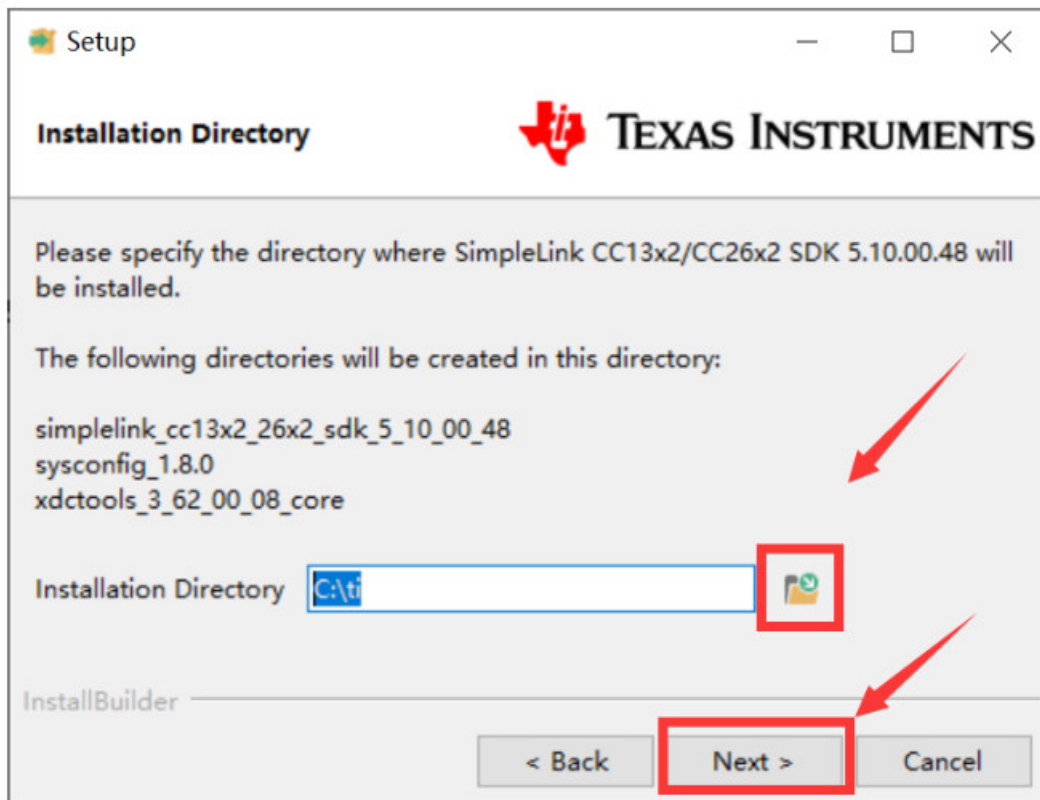 Setup
Installation Directory
TEXAS INSTRUMENTS
Please specify the directory where SimpleLink CC13x2/CC26x2 SDK 5.10.00.48 will
be installed.
The following directories will be created in this directory:
simplelink_cc13x2_26x2_sdk_5_10_00_48
sysconfig_1.8.0
xdctools_3_62_00_08_core
Installation Directory C:\ti
InstallBuilder
< Back Next > Cancel